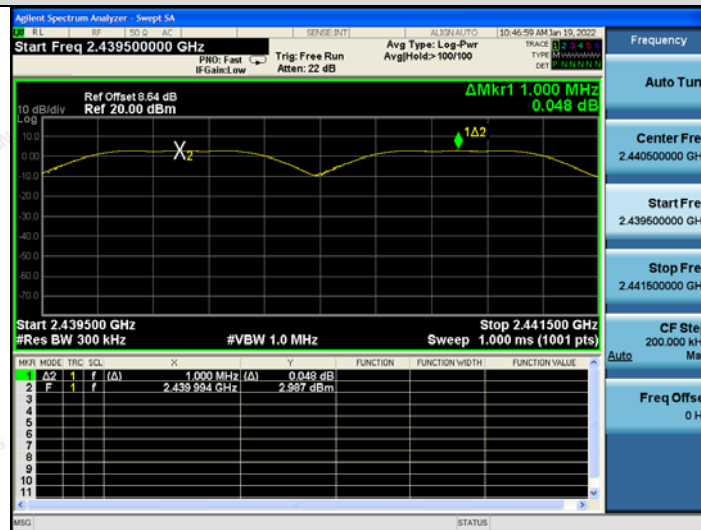 Agilent Spectrum Analyzer - Swept SA
RL RF 50 Ω AC SENSE:INT ALIGNAUTO 10:46:59 AM Jan 19, 2022
Start Freq 2.439500000 GHz
PNO: Fast
IFGain:Low
Trig: Free Run
Atten: 22 dB
Avg Type: Log-Pwr
Avg|Hold:>100/100
TRACE 1 2 3 4 5 6
TYPE
DET P N N N N N
ΔMkr1 1.000 MHz
0.048 dB
Ref Offset 8.64 dB
10 dB/div Ref 20.00 dBm
Log
10.0
0.00
-10.0
-20.0
-30.0
-40.0
-50.0
-60.0
-70.0
X2
1Δ2
Start 2.439500 GHz Stop 2.441500 GHz
#Res BW 300 kHz #VBW 1.0 MHz Sweep 1.000 ms (1001 pts)
MKR MODE TRC SCL X Y FUNCTION FUNCTION WIDTH FUNCTION VALUE
1 Δ2 1 f (Δ) 1.000 MHz (Δ) 0.048 dB
2 F 1 f 2.439 994 GHz 2.987 dBm
3
4
5
6
7
8
9
10
11
MSG STATUS
Frequency
Auto Tun
Center Fre
2.440500000 GH
Start Fre
2.439500000 GH
Stop Fre
2.441500000 GH
CF Ste
200.000 kH
Auto Ma
Freq Offse
0 H